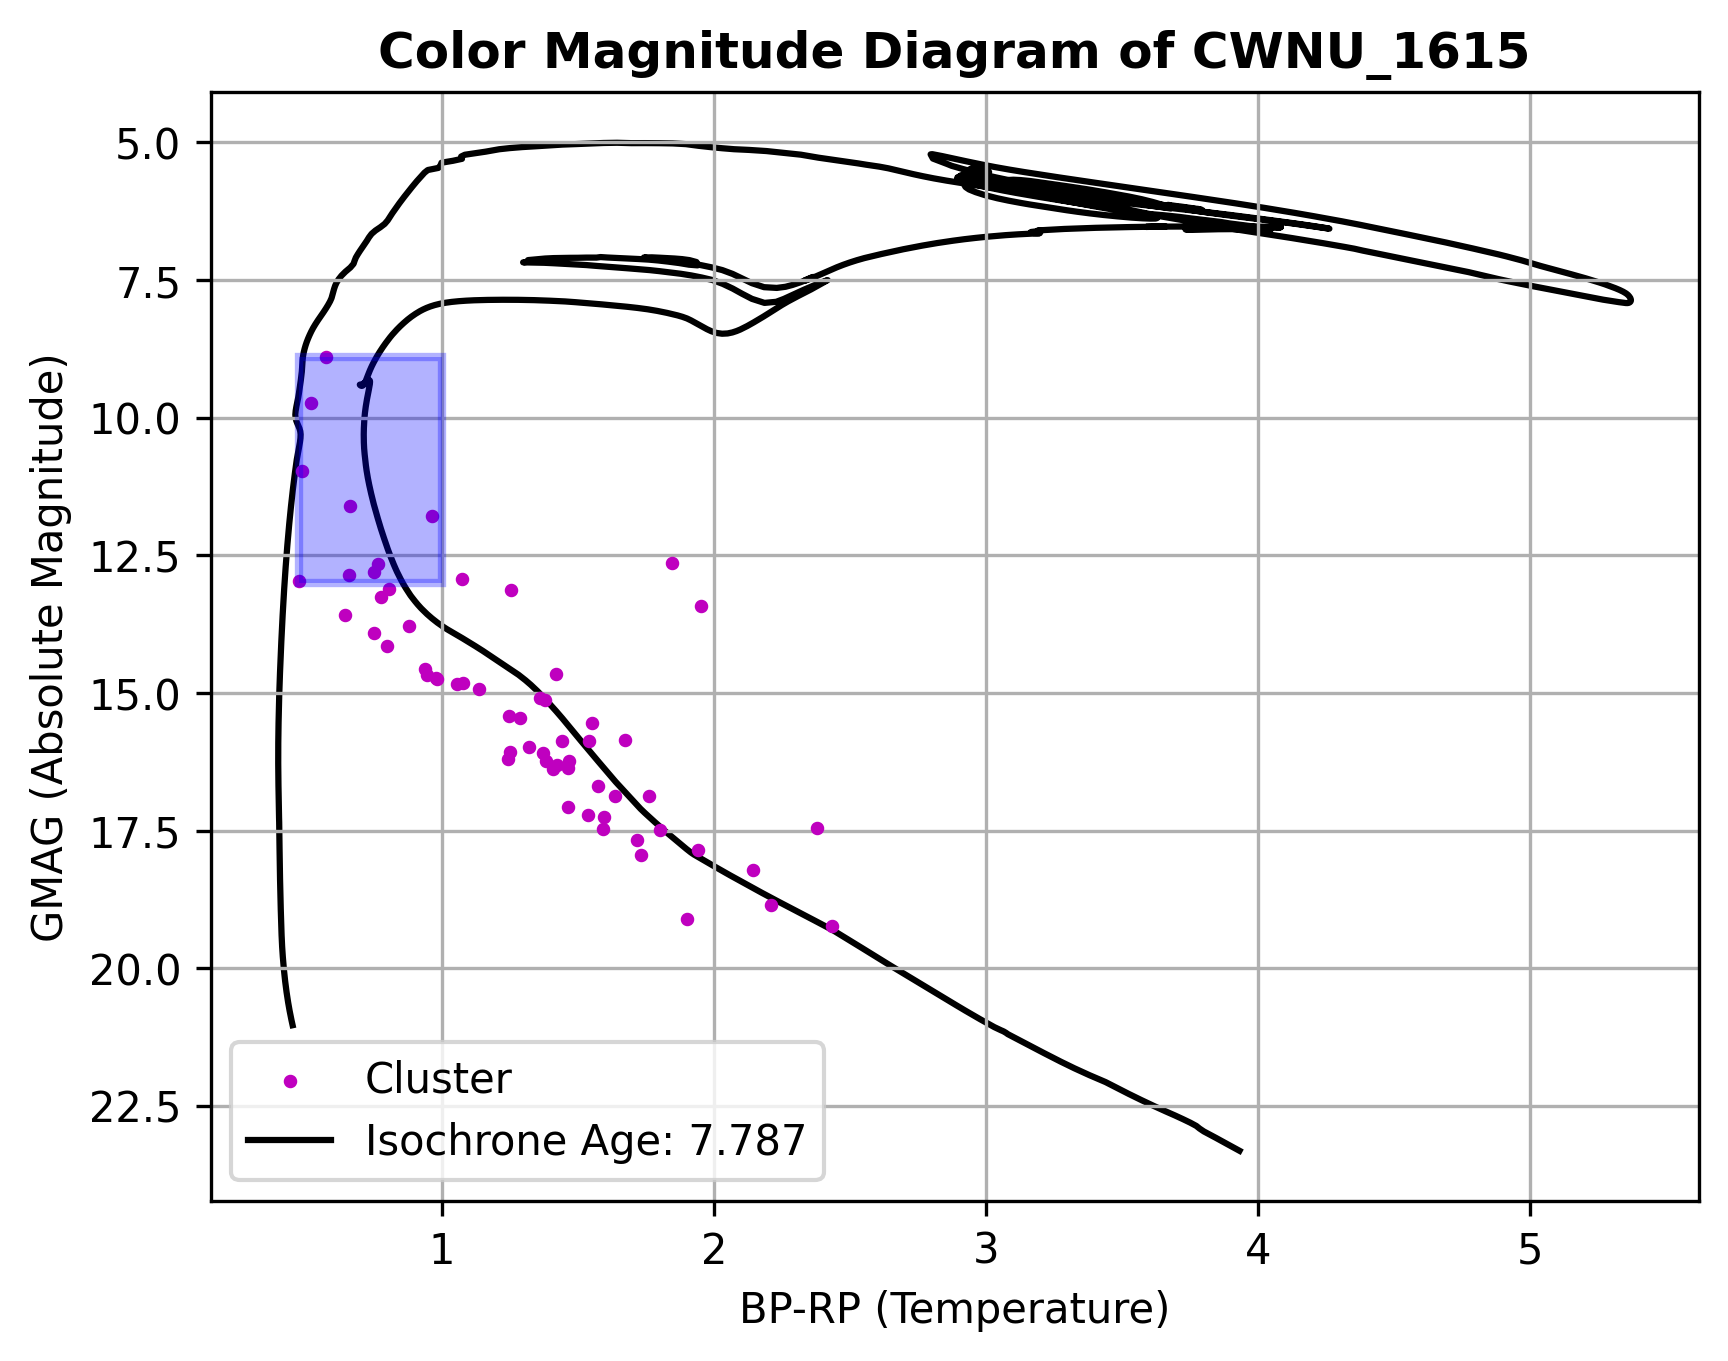 Color Magnitude Diagram of CWNU_1615
GMAG (Absolute Magnitude)
5.0
7.5
10.0
12.5
15.0
17.5
20.0
22.5
Cluster
Isochrone Age: 7.787
1 2 3 4 5
BP-RP (Temperature)